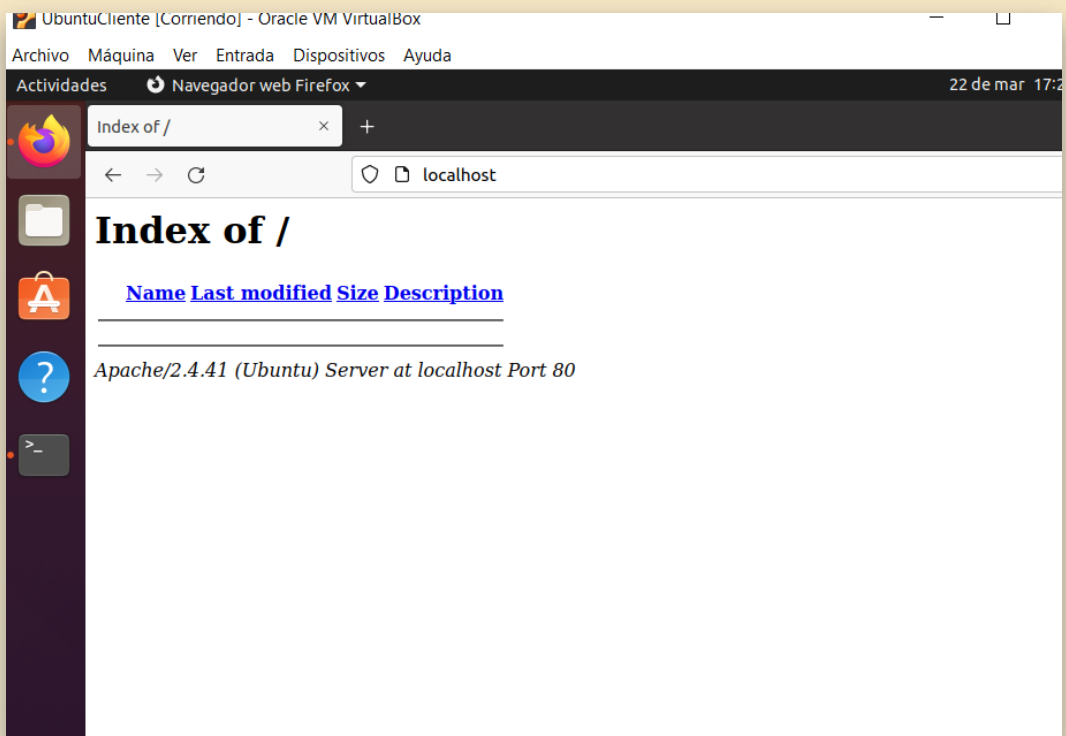 UbuntuCliente [Corriendo] - Oracle VM VirtualBox
Archivo Máquina Ver Entrada Dispositivos Ayuda
Actividades Navegador web Firefox 22 de mar
Index of /
localhost
Index of /
Name Last modified Size Description
Apache/2.4.41 (Ubuntu) Server at localhost Port 80